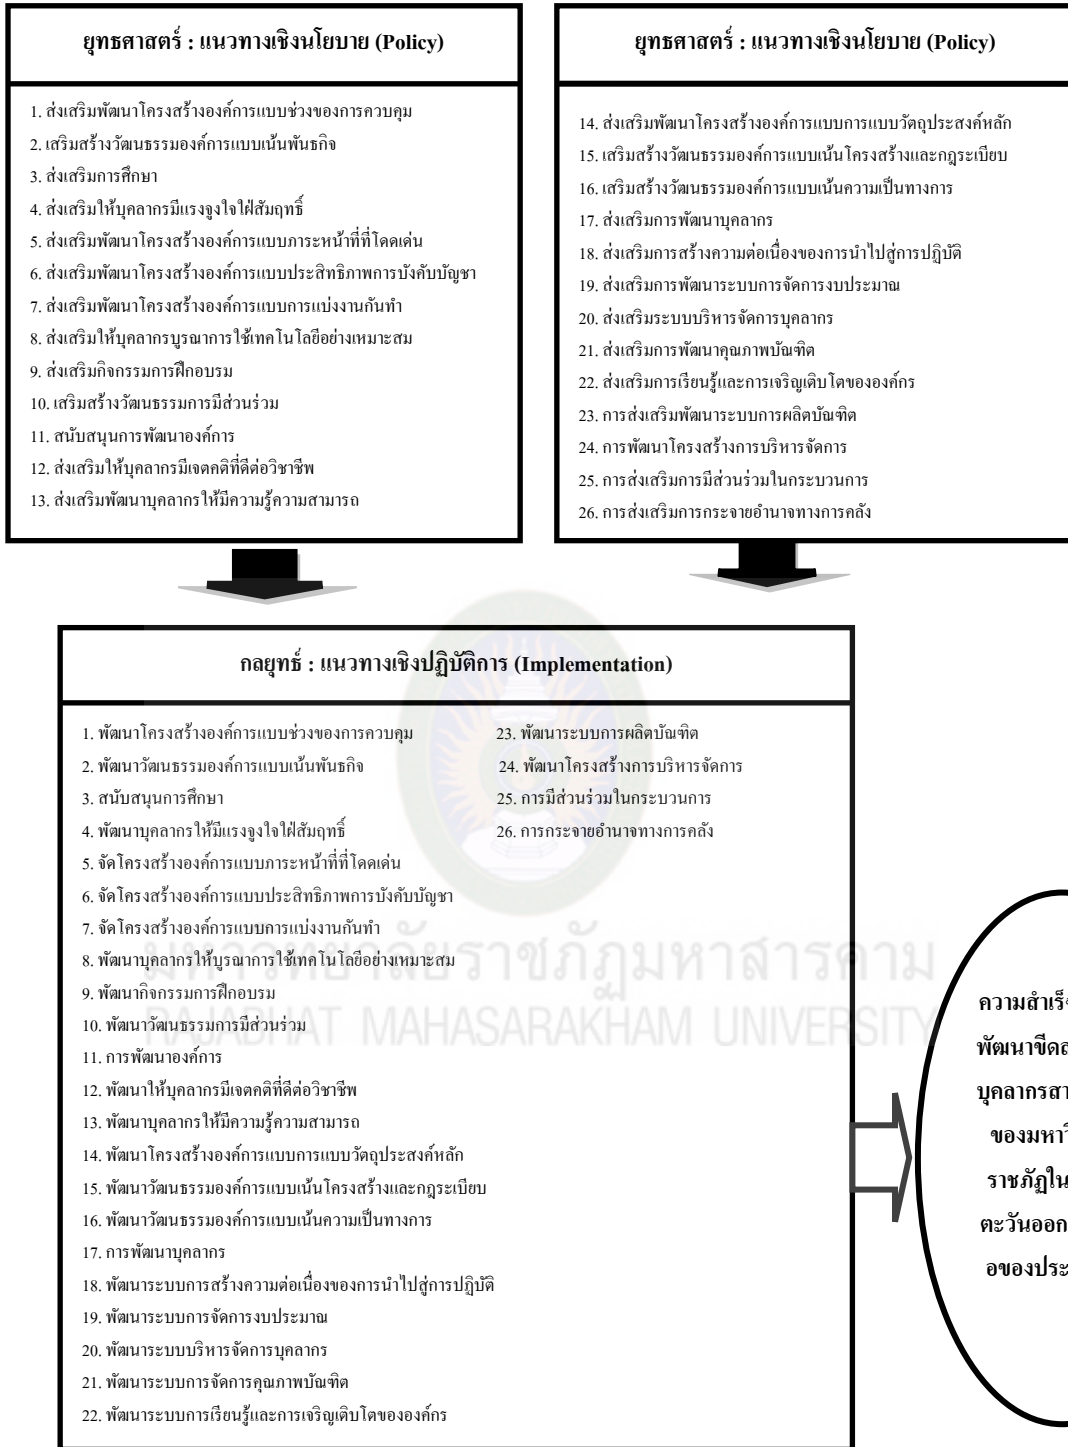 ยุทธศาสตร์ : แนวทางเชิงนโยบาย (Policy)
1. ส่งเสริมพัฒนาโครงสร้างองค์การแบบช่วงของการควบคุม
2. เสริมสร้างวัฒนธรรมองค์การแบบเน้นพันธกิจ
3. ส่งเสริมการศึกษา
4. ส่งเสริมให้บุคลากรมีแรงจูงใจใฝ่สัมฤทธิ์
5. ส่งเสริมพัฒนาโครงสร้างองค์การแบบภาระหน้าที่ที่โดดเด่น
6. ส่งเสริมพัฒนาโครงสร้างองค์การแบบประสิทธิภาพการบังคับบัญชา
7. ส่งเสริมพัฒนาโครงสร้างองค์การแบบการแบ่งงานกันทำ
8. ส่งเสริมให้บุคลากรบูรณาการใช้เทคโนโลยีอย่างเหมาะสม
9. ส่งเสริมกิจกรรมการฝึกอบรม
10. เสริมสร้างวัฒนธรรมการมีส่วนร่วม
11. สนับสนุนการพัฒนาองค์การ
12. ส่งเสริมให้บุคลากรมีเจตคติที่ดีต่อวิชาชีพ
13. ส่งเสริมพัฒนาบุคลากรให้มีความรู้ความสามารถ
ยุทธศาสตร์ : แนวทางเชิงนโยบาย (Policy)
14. ส่งเสริมพัฒนาโครงสร้างองค์การแบบการแบบวัตถุประสงค์หลัก
15. เสริมสร้างวัฒนธรรมองค์การแบบเน้นโครงสร้างและกฎระเบียบ
16. เสริมสร้างวัฒนธรรมองค์การแบบเน้นความเป็นทางการ
17. ส่งเสริมการพัฒนาบุคลากร
18. ส่งเสริมการสร้างความต่อเนื่องของการนำไปสู่การปฏิบัติ
19. ส่งเสริมการพัฒนาระบบการจัดการงบประมาณ
20. ส่งเสริมระบบบริหารจัดการบุคลากร
21. ส่งเสริมการพัฒนาคุณภาพบัณฑิต
22. ส่งเสริมการเรียนรู้และการเจริญเติบโตขององค์กร
23. การส่งเสริมพัฒนาระบบการผลิตบัณฑิต
24. การพัฒนาโครงสร้างการบริหารจัดการ
25. การส่งเสริมการมีส่วนร่วมในกระบวนการ
26. การส่งเสริมการกระจายอำนาจทางการคลัง
กลยุทธ์ : แนวทางเชิงปฏิบัติการ (Implementation)
1. พัฒนาโครงสร้างองค์การแบบช่วงของการควบคุม
2. พัฒนาวัฒนธรรมองค์การแบบเน้นพันธกิจ
3. สนับสนุนการศึกษา
4. พัฒนาบุคลากรให้มีแรงจูงใจใฝ่สัมฤทธิ์
5. จัดโครงสร้างองค์การแบบภาระหน้าที่ที่โดดเด่น
6. จัดโครงสร้างองค์การแบบประสิทธิภาพการบังคับบัญชา
7. จัดโครงสร้างองค์การแบบการแบ่งงานกันทำ
8. พัฒนาบุคลากรให้บูรณาการใช้เทคโนโลยีอย่างเหมาะสม
9. พัฒนากิจกรรมการฝึกอบรม
10. พัฒนาวัฒนธรรมการมีส่วนร่วม
11. การพัฒนาองค์การ
12. พัฒนาให้บุคลากรมีเจตคติที่ดีต่อวิชาชีพ
13. พัฒนาบุคลากรให้มีความรู้ความสามารถ
14. พัฒนาโครงสร้างองค์การแบบการแบบวัตถุประสงค์หลัก
15. พัฒนาวัฒนธรรมองค์การแบบเน้นโครงสร้างและกฎระเบียบ
16. พัฒนาวัฒนธรรมองค์การแบบเน้นความเป็นทางการ
17. การพัฒนาบุคลากร
18. พัฒนาระบบการสร้างความต่อเนื่องของการนำไปสู่การปฏิบัติ
19. พัฒนาระบบการจัดการงบประมาณ
20. พัฒนาระบบบริหารจัดการบุคลากร
21. พัฒนาระบบการจัดการคุณภาพบัณฑิต
22. พัฒนาระบบการเรียนรู้และการเจริญเติบโตขององค์กร
23. พัฒนาระบบการผลิตบัณฑิต
24. พัฒนาโครงสร้างการบริหารจัดการ
25. การมีส่วนร่วมในกระบวนการ
26. การกระจายอำนาจทางการคลัง
มหาวิทยาลัยราชภัฏมหาสารคาม
RAJABHAT MAHASARAKHAM UNIVERSITY
พัฒนาขีด
บุคลากร
ของ
ราชภัฏใน
ตะวันออก